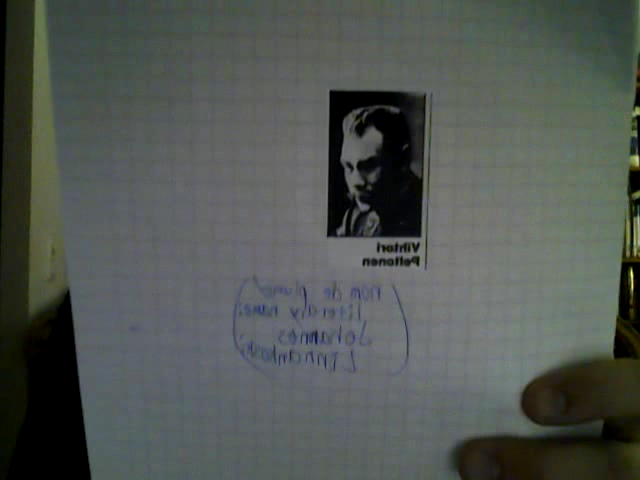 Vihtori
Peltonen
(nom de plume/
literary name:
Johannes
Linnankoski)